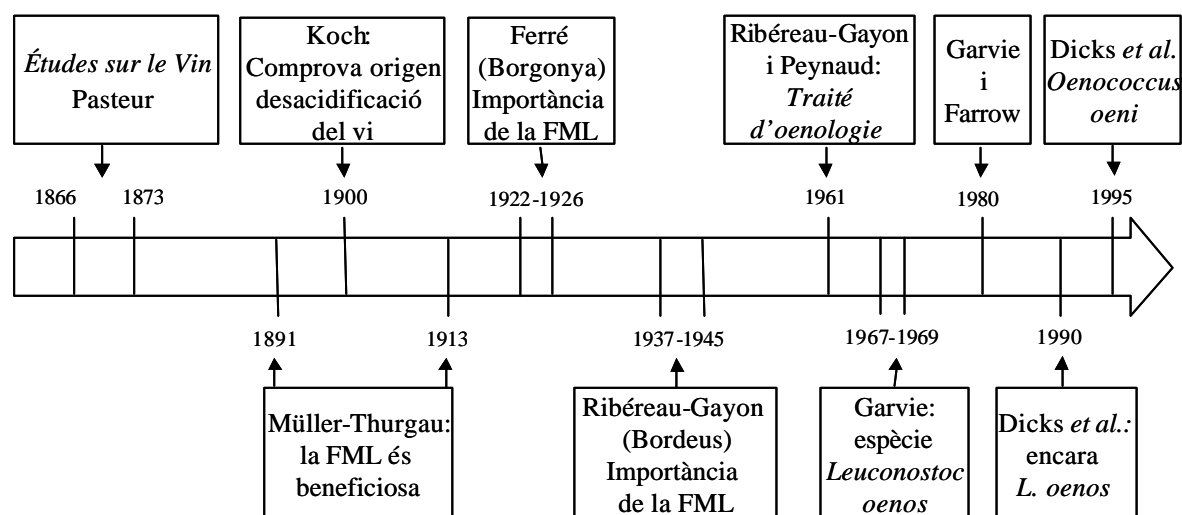 Études sur le Vin
Pasteur
Koch:
Comprova origen
desacidificació
del vi
Ferré
(Borgonya)
Importància
de la FML
Ribéreau-Gayon
i Peynaud:
Traité
d'oenologie
Garvie
i
Farrow
Dicks et al.
Oenococcus
oeni
1866
1873
1900
1922-1926
1961
1980
1995
1891
1913
1937-1945
1967-1969
1990
Müller-Thurgau:
la FML és
beneficiosa
Ribéreau-Gayon
(Bordeus)
Importància
de la FML
Garvie:
espècie
Leuconostoc
oenos
Dicks et al.:
encara
L. oenos